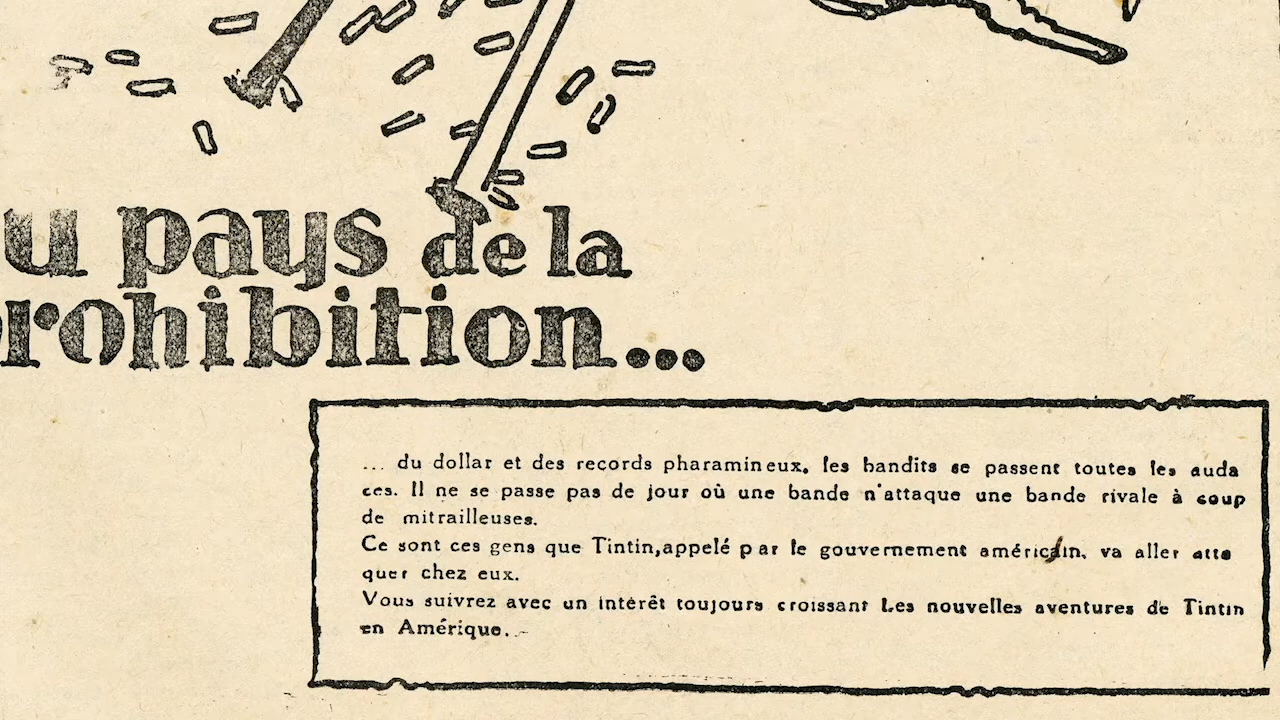 u pays de la
rohibition...
... du dollar et des records pharamineux, les bandits se passent toutes les auda
ces. Il ne se passe pas de jour où une bande n'attaque une bande rivale à coup
de mitrailleuses.
Ce sont ces gens que Tintin,appelé par le gouvernement américain, va aller atta
quer chez eux.
Vous suivrez avec un intérêt toujours croissant Les nouvelles aventures de Tintin
en Amérique..